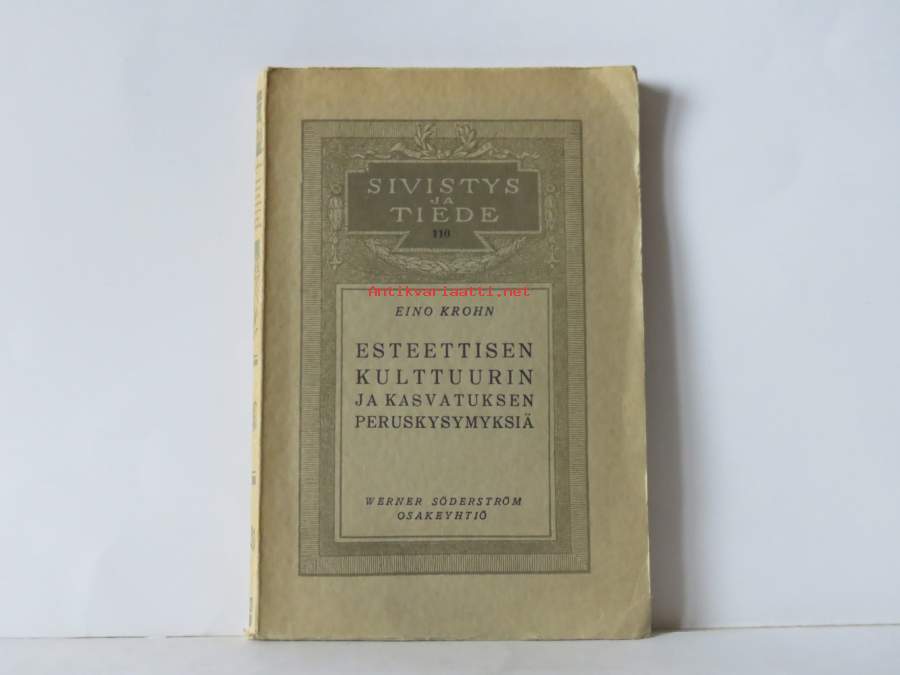 SIVISTYS
JA
TIEDE
110
Antikvariaatti.net
EINO KROHN
ESTEETTISEN
KULTTUURIN
JA KASVATUKSEN
PERUSKYSYMYKSIÄ
WERNER SÖDERSTRÖM
OSAKEYHTIÖ